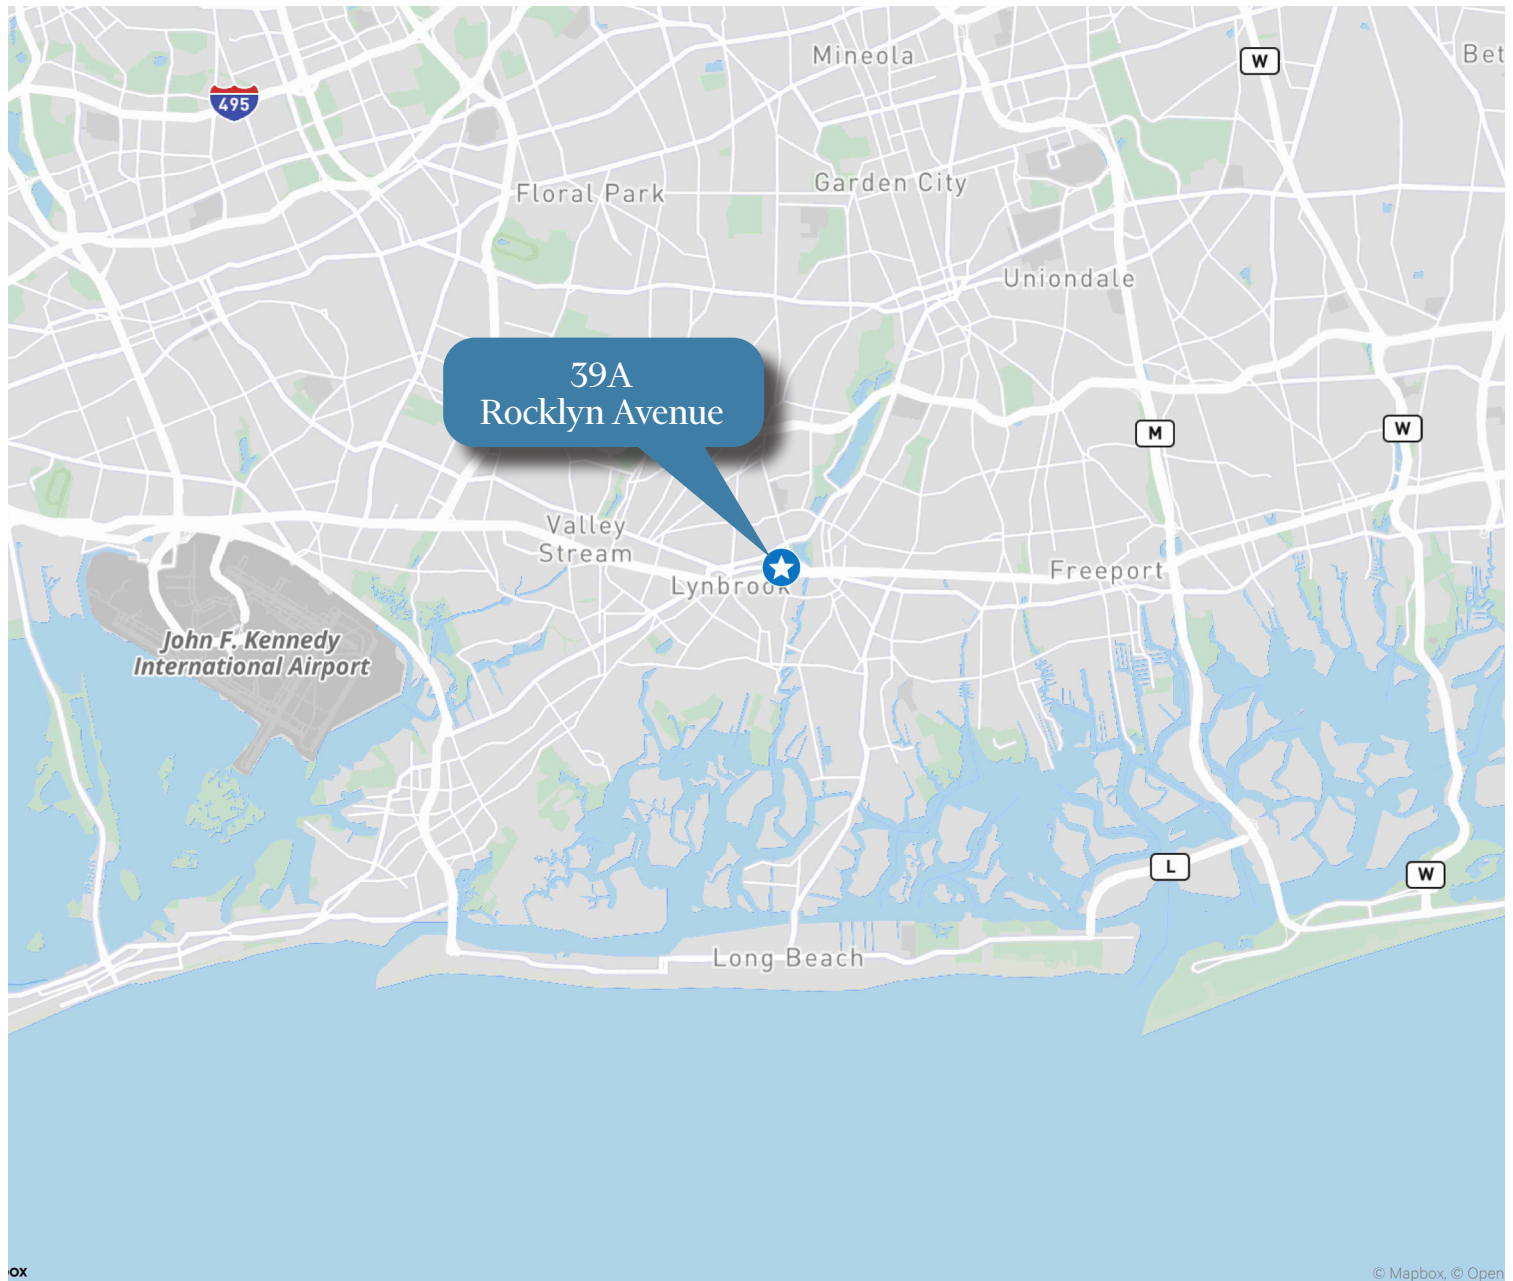 Mineola
W
Bet
495
Floral Park
Garden City
Uniondale
39A
Rocklyn Avenue
M
W
Valley
Stream
Lynbrook
Freeport
John F. Kennedy
International Airport
L
W
Long Beach
ox
© Mapbox, © Open